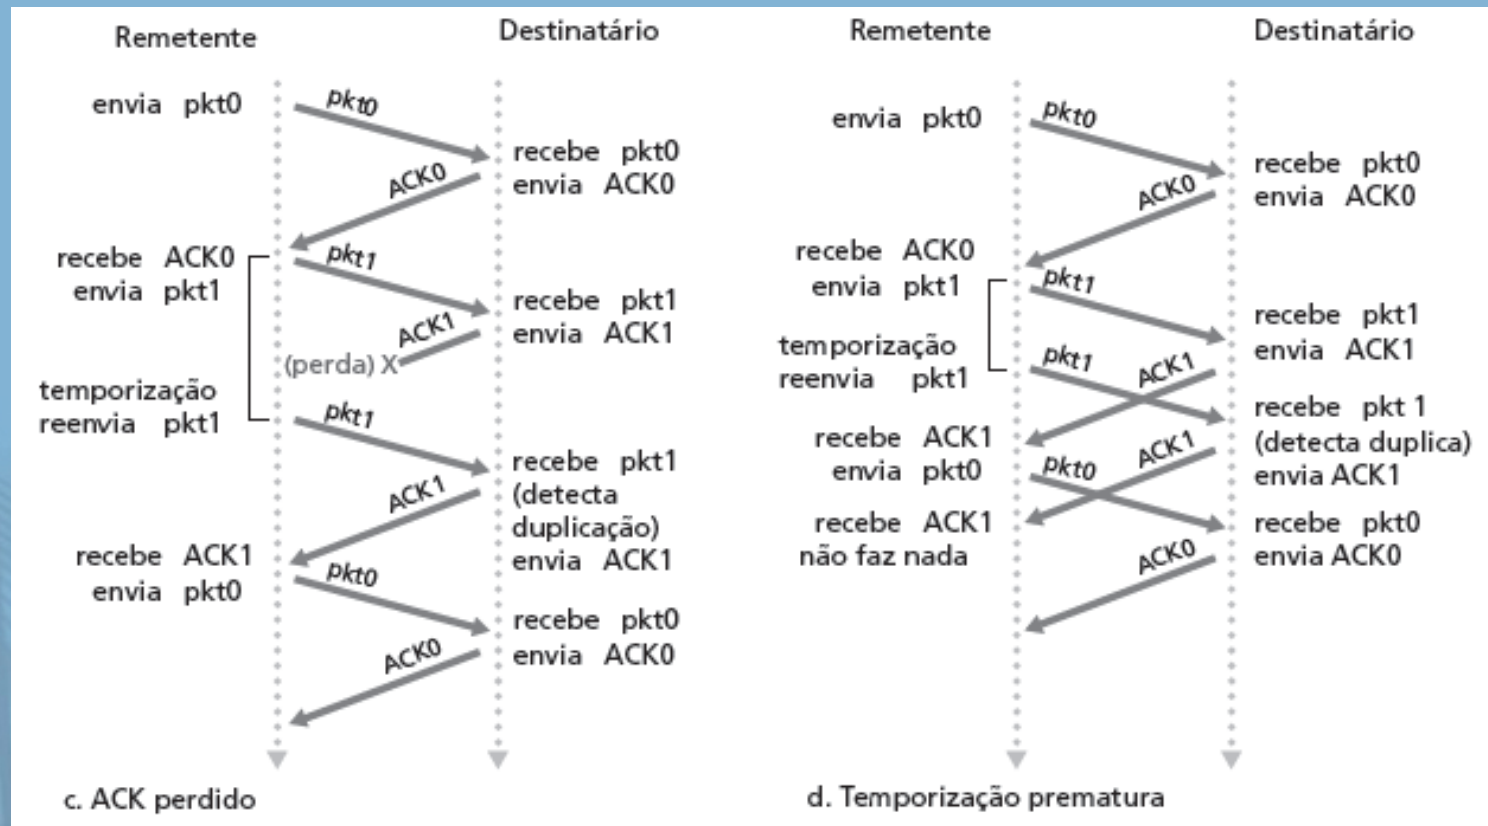 Remetente
Destinatário
envia pkt0
pkt0
recebe pkt0
envia ACK0
ACK0
recebe ACK0
envia pkt1
pkt1
recebe pkt1
envia ACK1
ACK1
(perda) X
temporização
reenvia pkt1
pkt1
recebe pkt1
(detecta
duplicação)
envia ACK1
ACK1
recebe ACK1
envia pkt0
pkt0
recebe pkt0
envia ACK0
ACK0
c. ACK perdido
Remetente
Destinatário
envia pkt0
pkt0
recebe pkt0
envia ACK0
ACK0
recebe ACK0
envia pkt1
pkt1
recebe pkt1
envia ACK1
temporização
reenvia pkt1
pkt1
ACK1
recebe pkt 1
(detecta duplica)
envia ACK1
recebe ACK1
envia pkt0
pkt0
ACK1
recebe ACK1
não faz nada
recebe pkt0
envia ACK0
ACK0
d. Temporização prematura